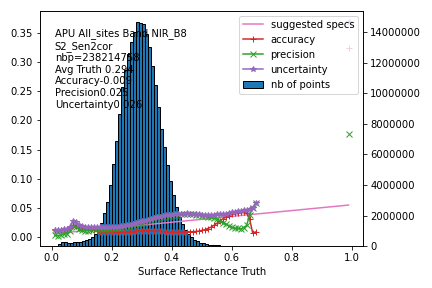 APU All_sites Band NIR_B8
S2_Sen2cor
nbp=238214758
Avg Truth 0.294
Accuracy-0.009
Precision0.025
Uncertainty0.026
suggested specs
accuracy
precision
uncertainty
nb of points
0.35
0.30
0.25
0.20
0.15
0.10
0.05
0.00
14000000
12000000
10000000
8000000
6000000
4000000
2000000
0
0.0 0.2 0.4 0.6 0.8 1.0
Surface Reflectance Truth